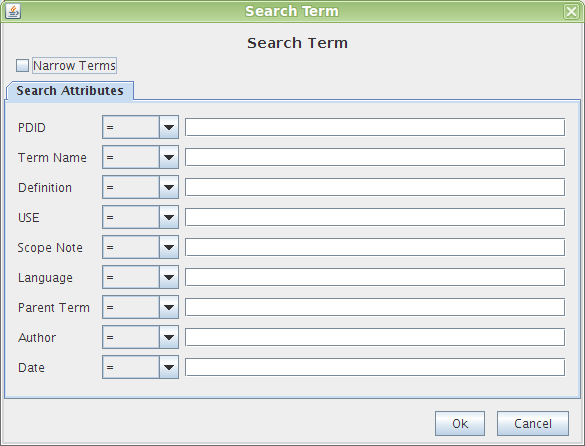 Search Term
Search Term
Narrow Terms
Search Attributes
PDID =
Term Name =
Definition =
USE =
Scope Note =
Language =
Parent Term =
Author =
Date =
Ok Cancel